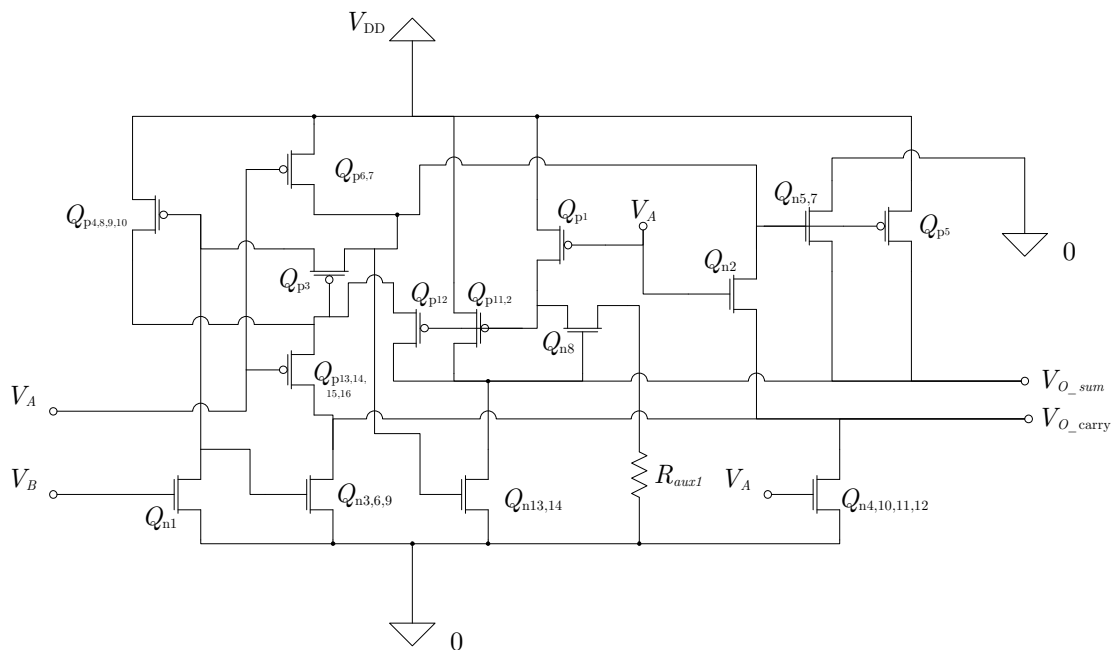 V_DD
Q_p6,7
Q_n5,7
Q_p4,8,9,10
Q_p1
V_A
Q_p5
0
Q_n2
Q_p3
Q_p12
Q_p11,2
Q_n8
Q_p13,14,
15,16
V_O_sum
V_A
V_O_carry
V_B
Q_n3,6,9
Q_n13,14
R_aux1
V_A
Q_n4,10,11,12
Q_n1
0